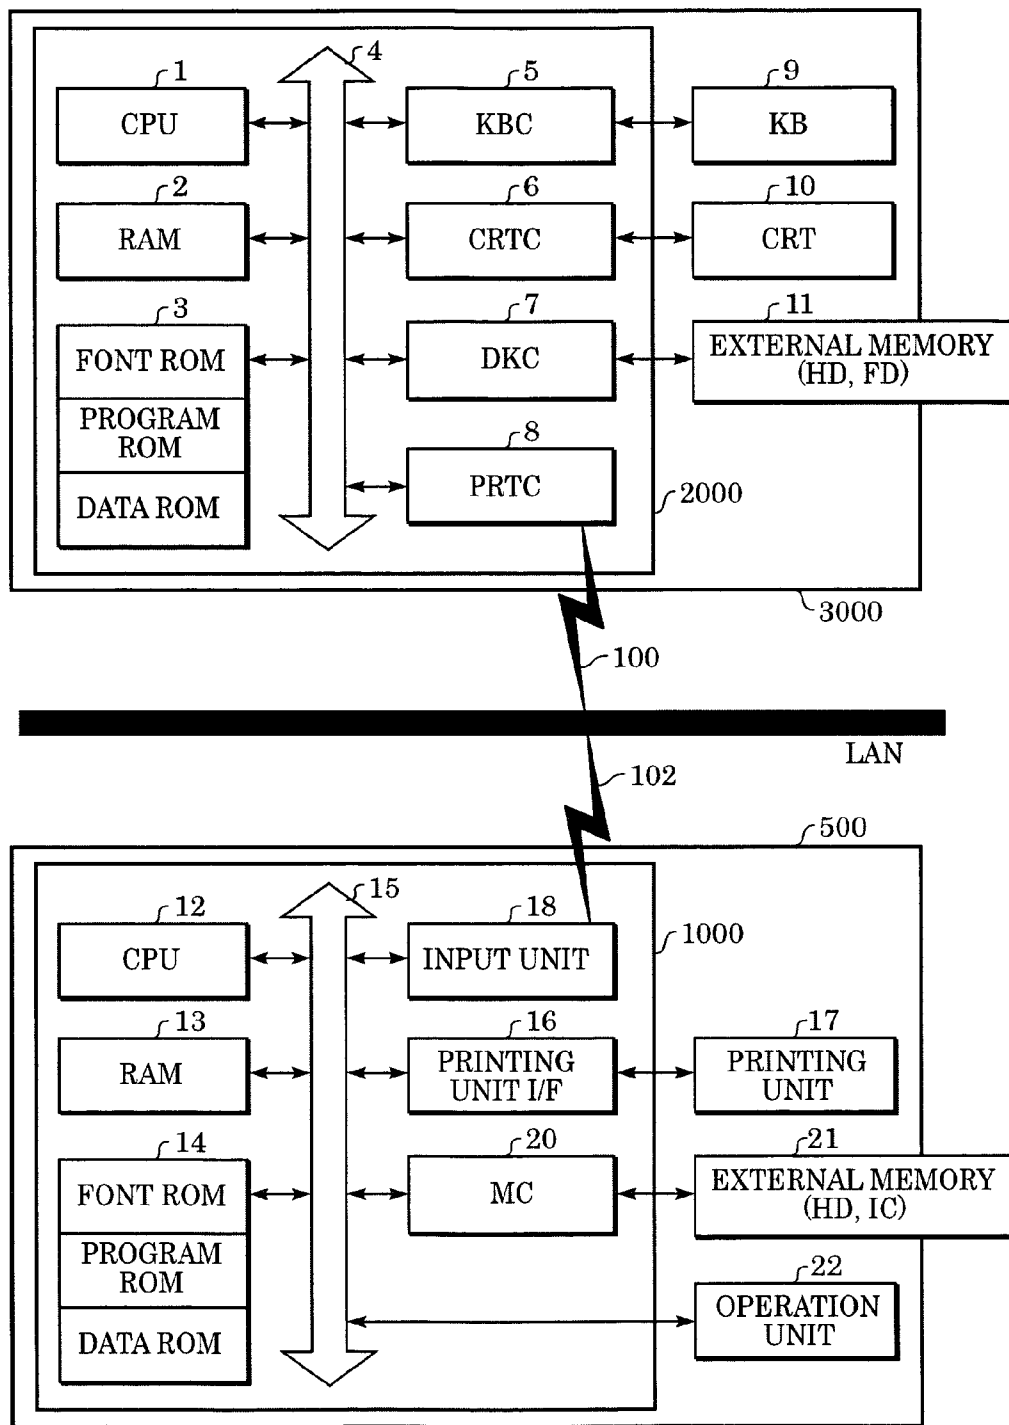 4
1
CPU
5
KBC
9
KB
2
RAM
6
CRTC
10
CRT
3
FONT ROM
PROGRAM
ROM
DATA ROM
7
DKC
11
EXTERNAL MEMORY
(HD, FD)
8
PRTC
2000
3000
100
LAN
102
500
15
12
CPU
18
INPUT UNIT
1000
13
RAM
16
PRINTING
UNIT I/F
17
PRINTING
UNIT
14
FONT ROM
PROGRAM
ROM
DATA ROM
20
MC
21
EXTERNAL MEMORY
(HD, IC)
22
OPERATION
UNIT